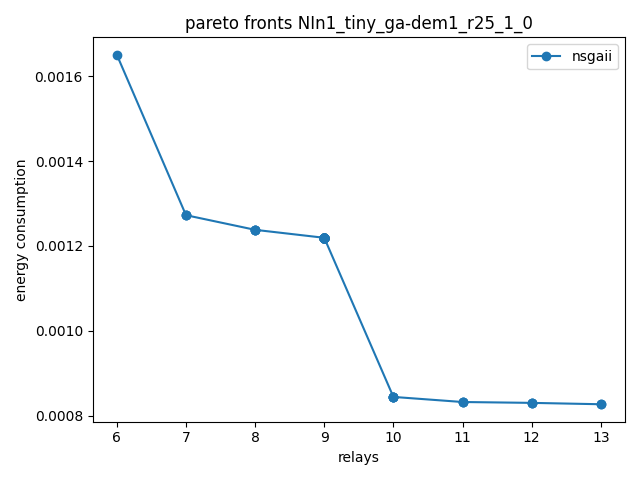 pareto fronts NIn1_tiny_ga-dem1_r25_1_0
nsgaii
0.0016
0.0014
0.0012
0.0010
0.0008
energy consumption
6 7 8 9 10 11 12 13
relays